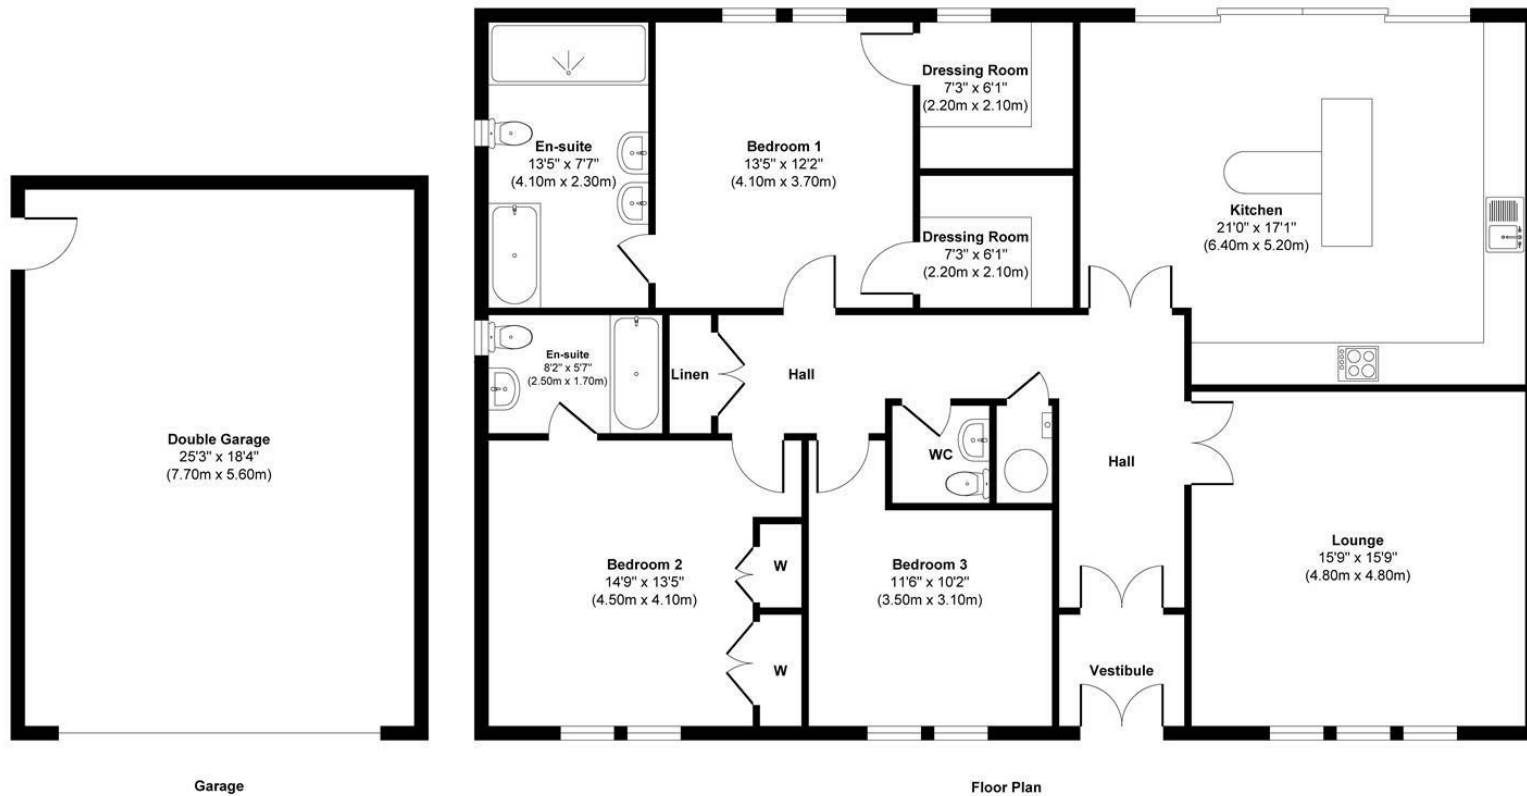 Double Garage
25'3" x 18'4"
(7.70m x 5.60m)
Garage
En-suite
13'5" x 7'7"
(4.10m x 2.30m)
Bedroom 1
13'5" x 12'2"
(4.10m x 3.70m)
Dressing Room
7'3" x 6'1"
(2.20m x 2.10m)
Dressing Room
7'3" x 6'1"
(2.20m x 2.10m)
Kitchen
21'0" x 17'1"
(6.40m x 5.20m)
En-suite
8'2" x 5'7"
(2.50m x 1.70m)
Linen
Hall
WC
Hall
Bedroom 2
14'9" x 13'5"
(4.50m x 4.10m)
W
W
Bedroom 3
11'6" x 10'2"
(3.50m x 3.10m)
Vestibule
Lounge
15'9" x 15'9"
(4.80m x 4.80m)
Floor Plan